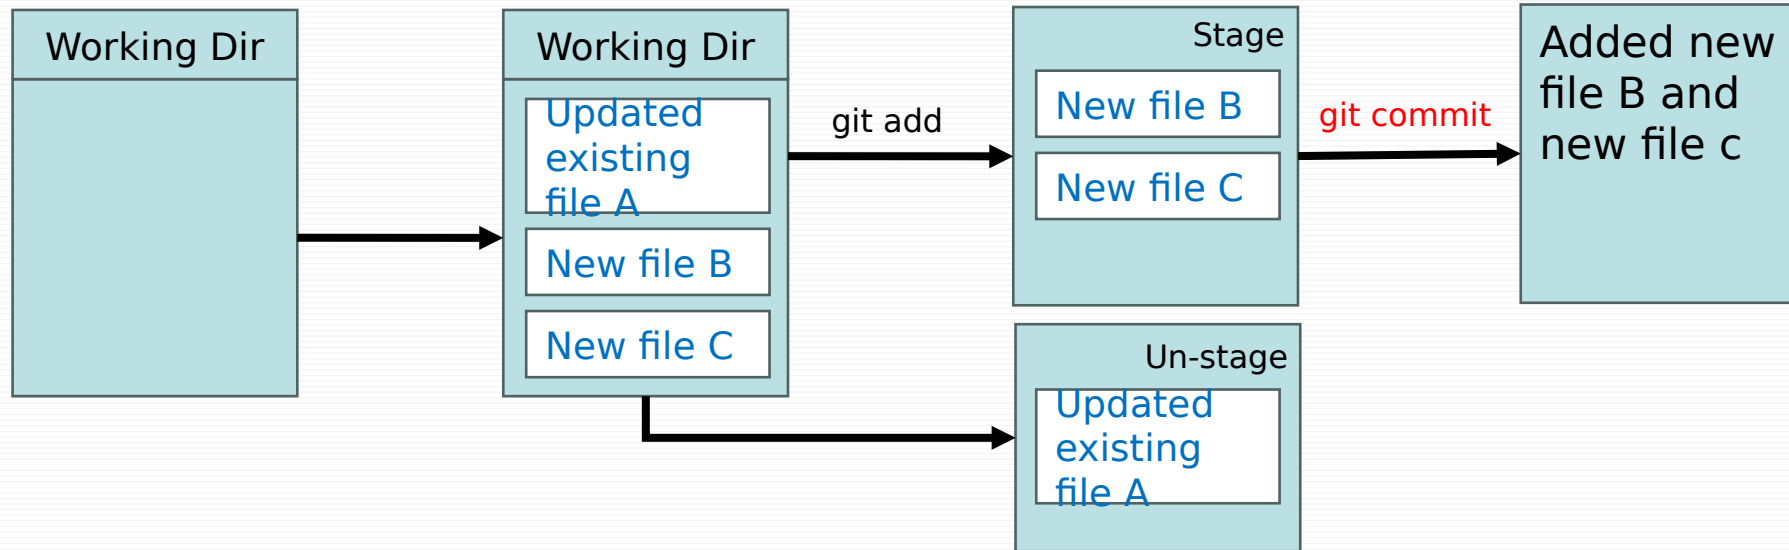 Working Dir
Working Dir
Updated
existing
file A
New file B
New file C
git add
Stage
New file B
New file C
git commit
Added new
file B and
new file c
Un-stage
Updated
existing
file A